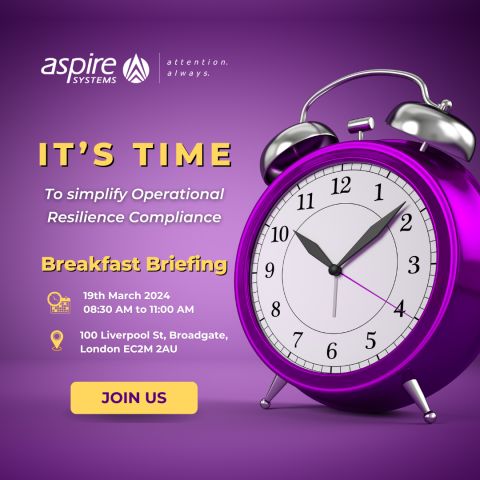 aspire
SYSTEMS
attention.
always.
IT'S TIME
To simplify Operational
Resilience Compliance
Breakfast Briefing
19th March 2024
08:30 AM to 11:00 AM
100 Liverpool St, Broadgate,
London EC2M 2AU
JOIN US
12
1
2
3
4
5
6
7
8
9
10